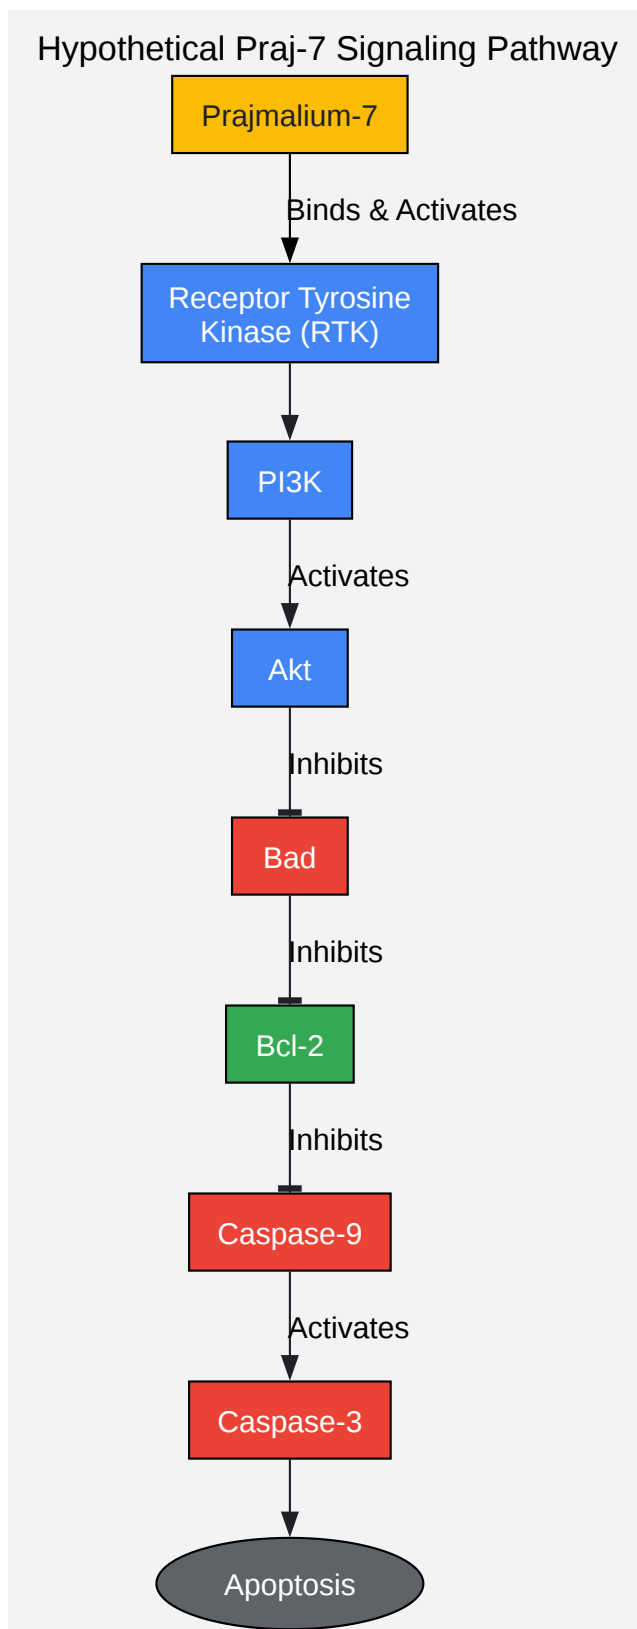 Hypothetical Praj-7 Signaling Pathway
Prajmalium-7
Binds & Activates
Receptor Tyrosine
Kinase (RTK)
PI3K
Activates
Akt
Inhibits
Bad
Inhibits
Bcl-2
Inhibits
Caspase-9
Activates
Caspase-3
Apoptosis